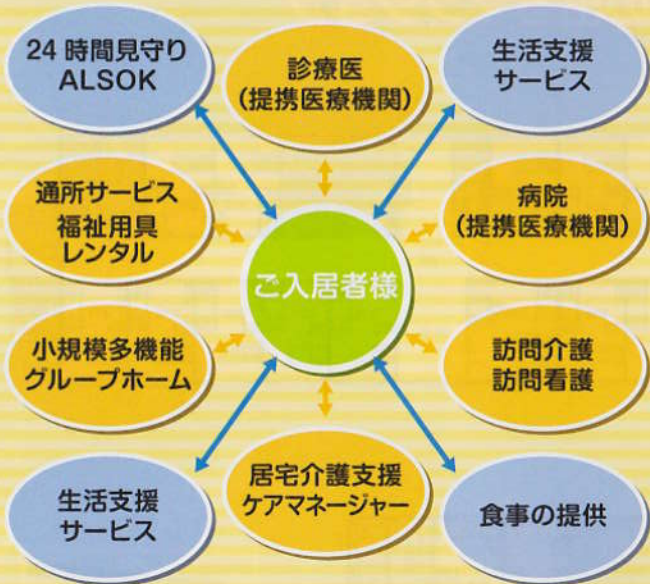 24 時間見守り
ALSOK
診療医
(提携医療機関)
生活支援
サービス
通所サービス
福祉用具
レンタル
病院
(提携医療機関)
ご入居者様
小規模多機能
グループホーム
訪問介護
訪問看護
生活支援
サービス
居宅介護支援
ケアマネージャー
食事の提供